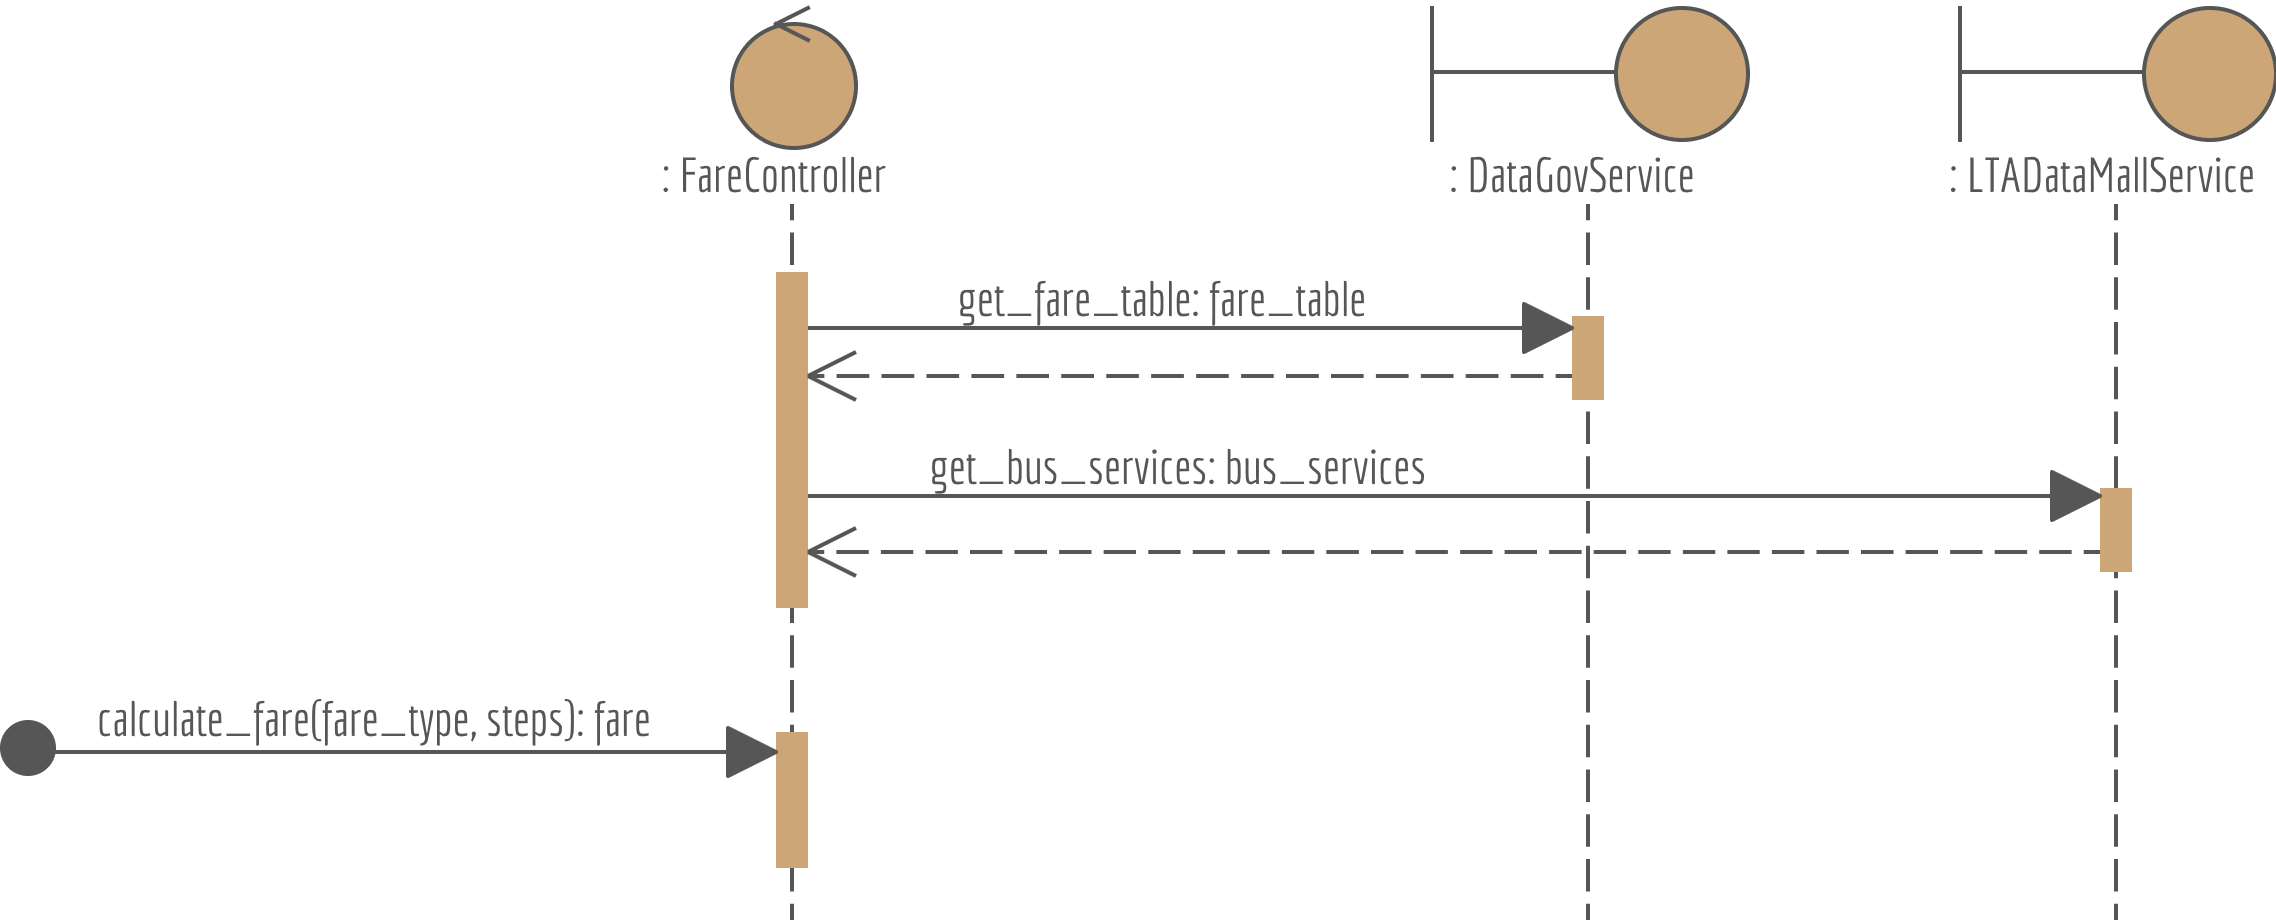 : FareController
: DataGovService
: LTADataMallService
get_fare_table: fare_table
get_bus_services: bus_services
calculate_fare(fare_type, steps): fare